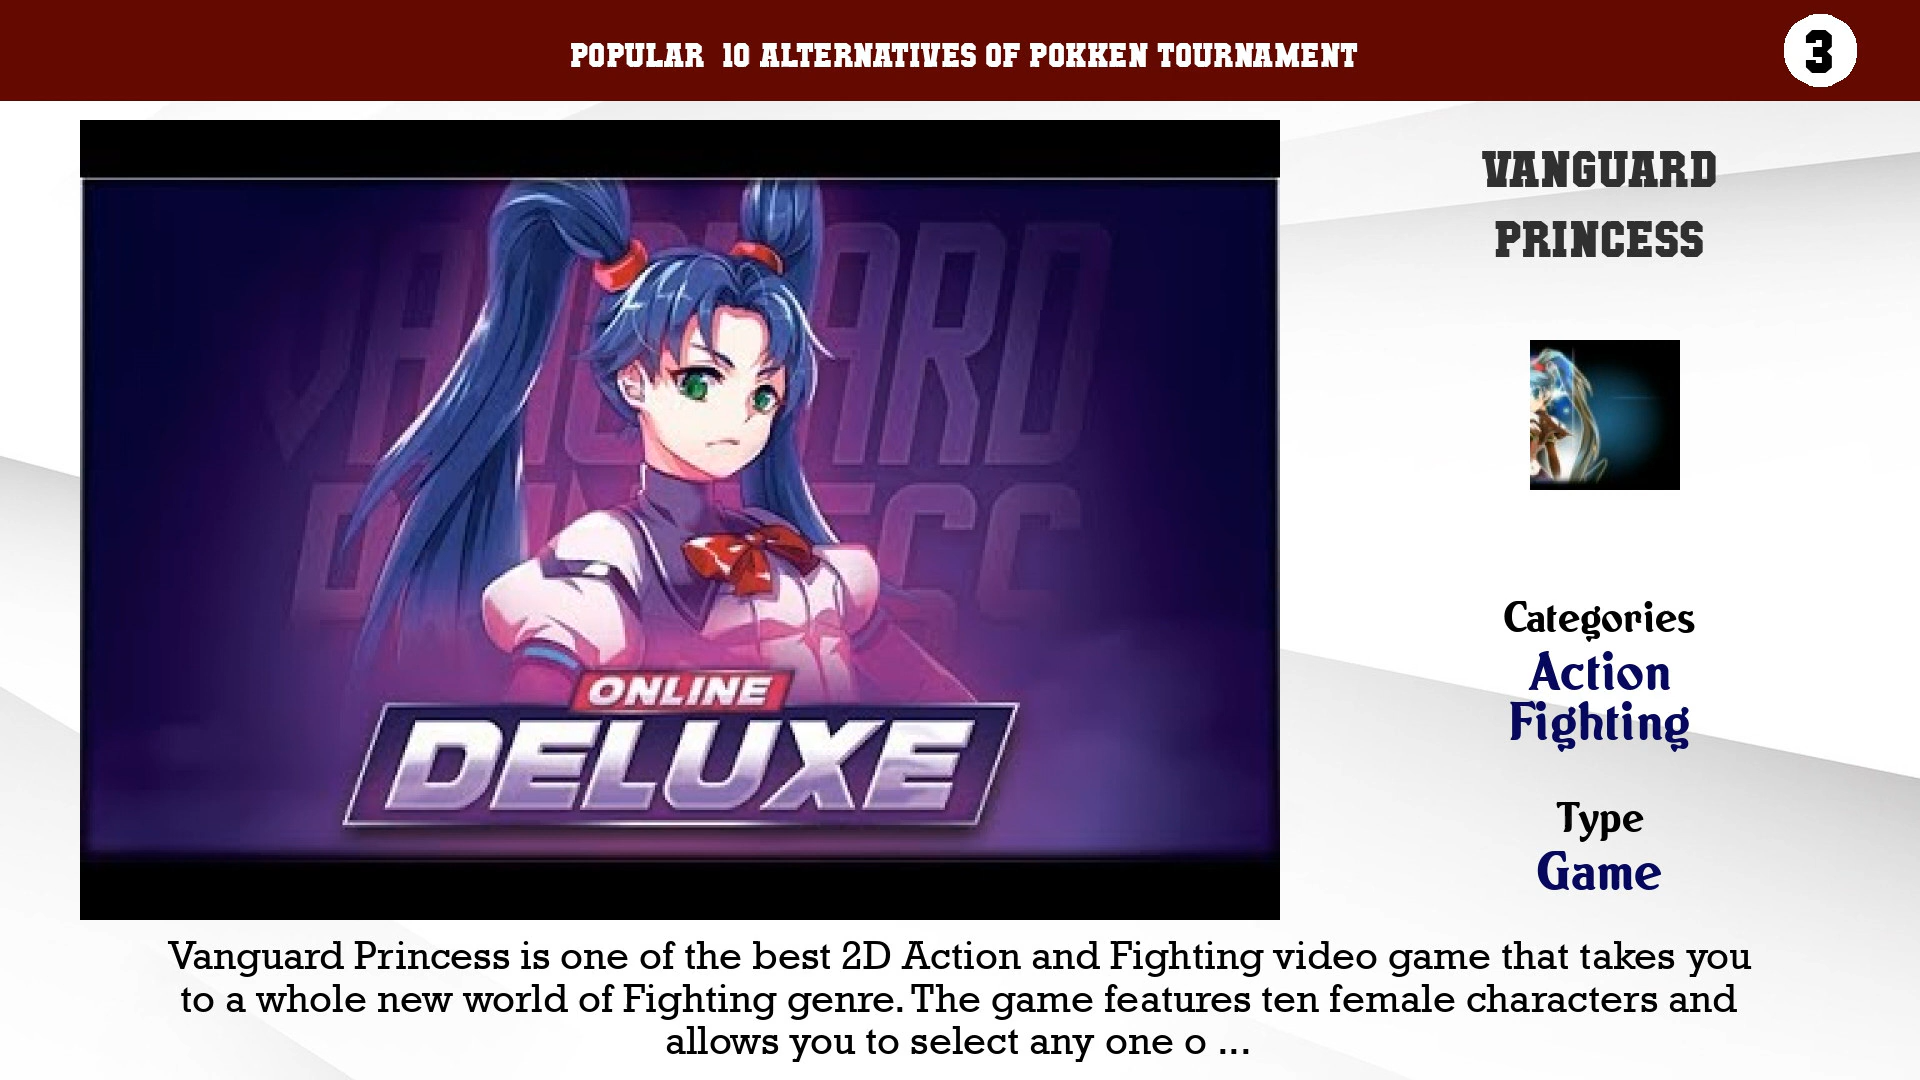 POPULAR 10 ALTERNATIVES OF POKKEN TOURNAMENT
3
VANGUARD
PRINCESS
VANGUARD
PRINCESS
ONLINE
DELUXE
Categories
Action
Fighting
Type
Game
Vanguard Princess is one of the best 2D Action and Fighting video game that takes you
to a whole new world of Fighting genre. The game features ten female characters and
allows you to select any one o ...